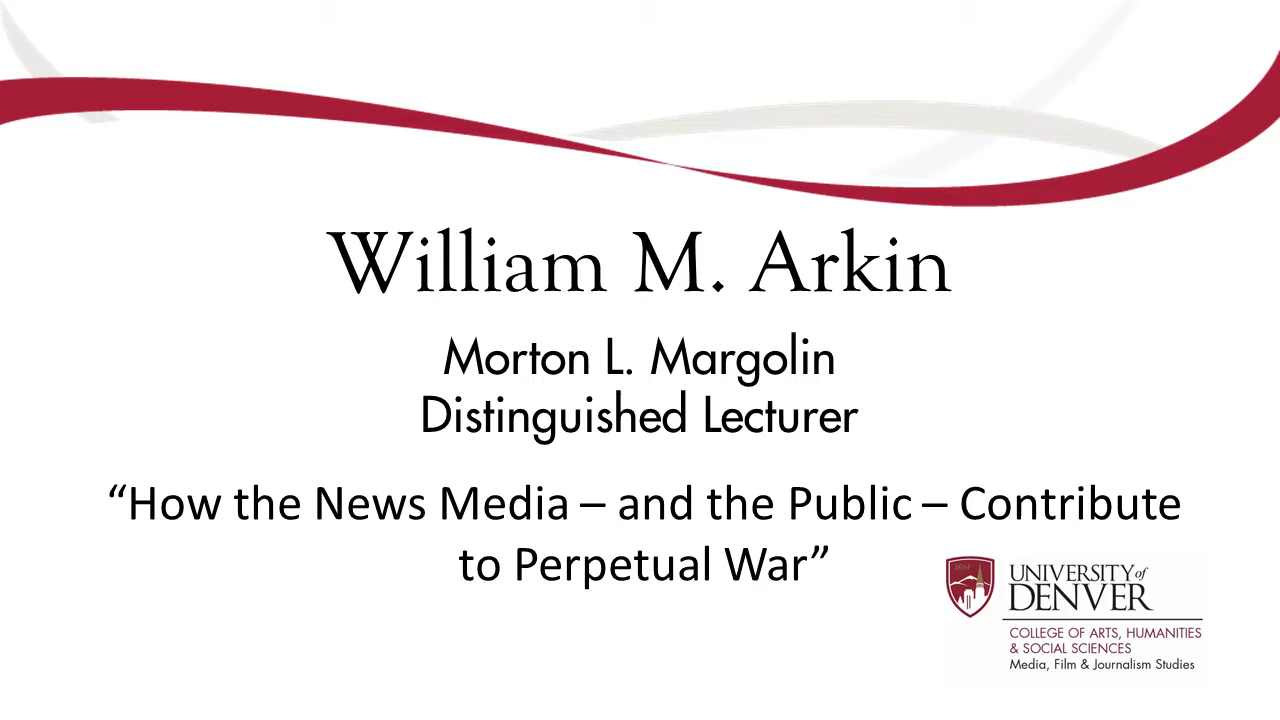 William M. Arkin
Morton L. Margolin
Distinguished Lecturer
“How the News Media – and the Public – Contribute
to Perpetual War”
UNIVERSITY of
DENVER
COLLEGE OF ARTS, HUMANITIES
& SOCIAL SCIENCES
Media, Film & Journalism Studies